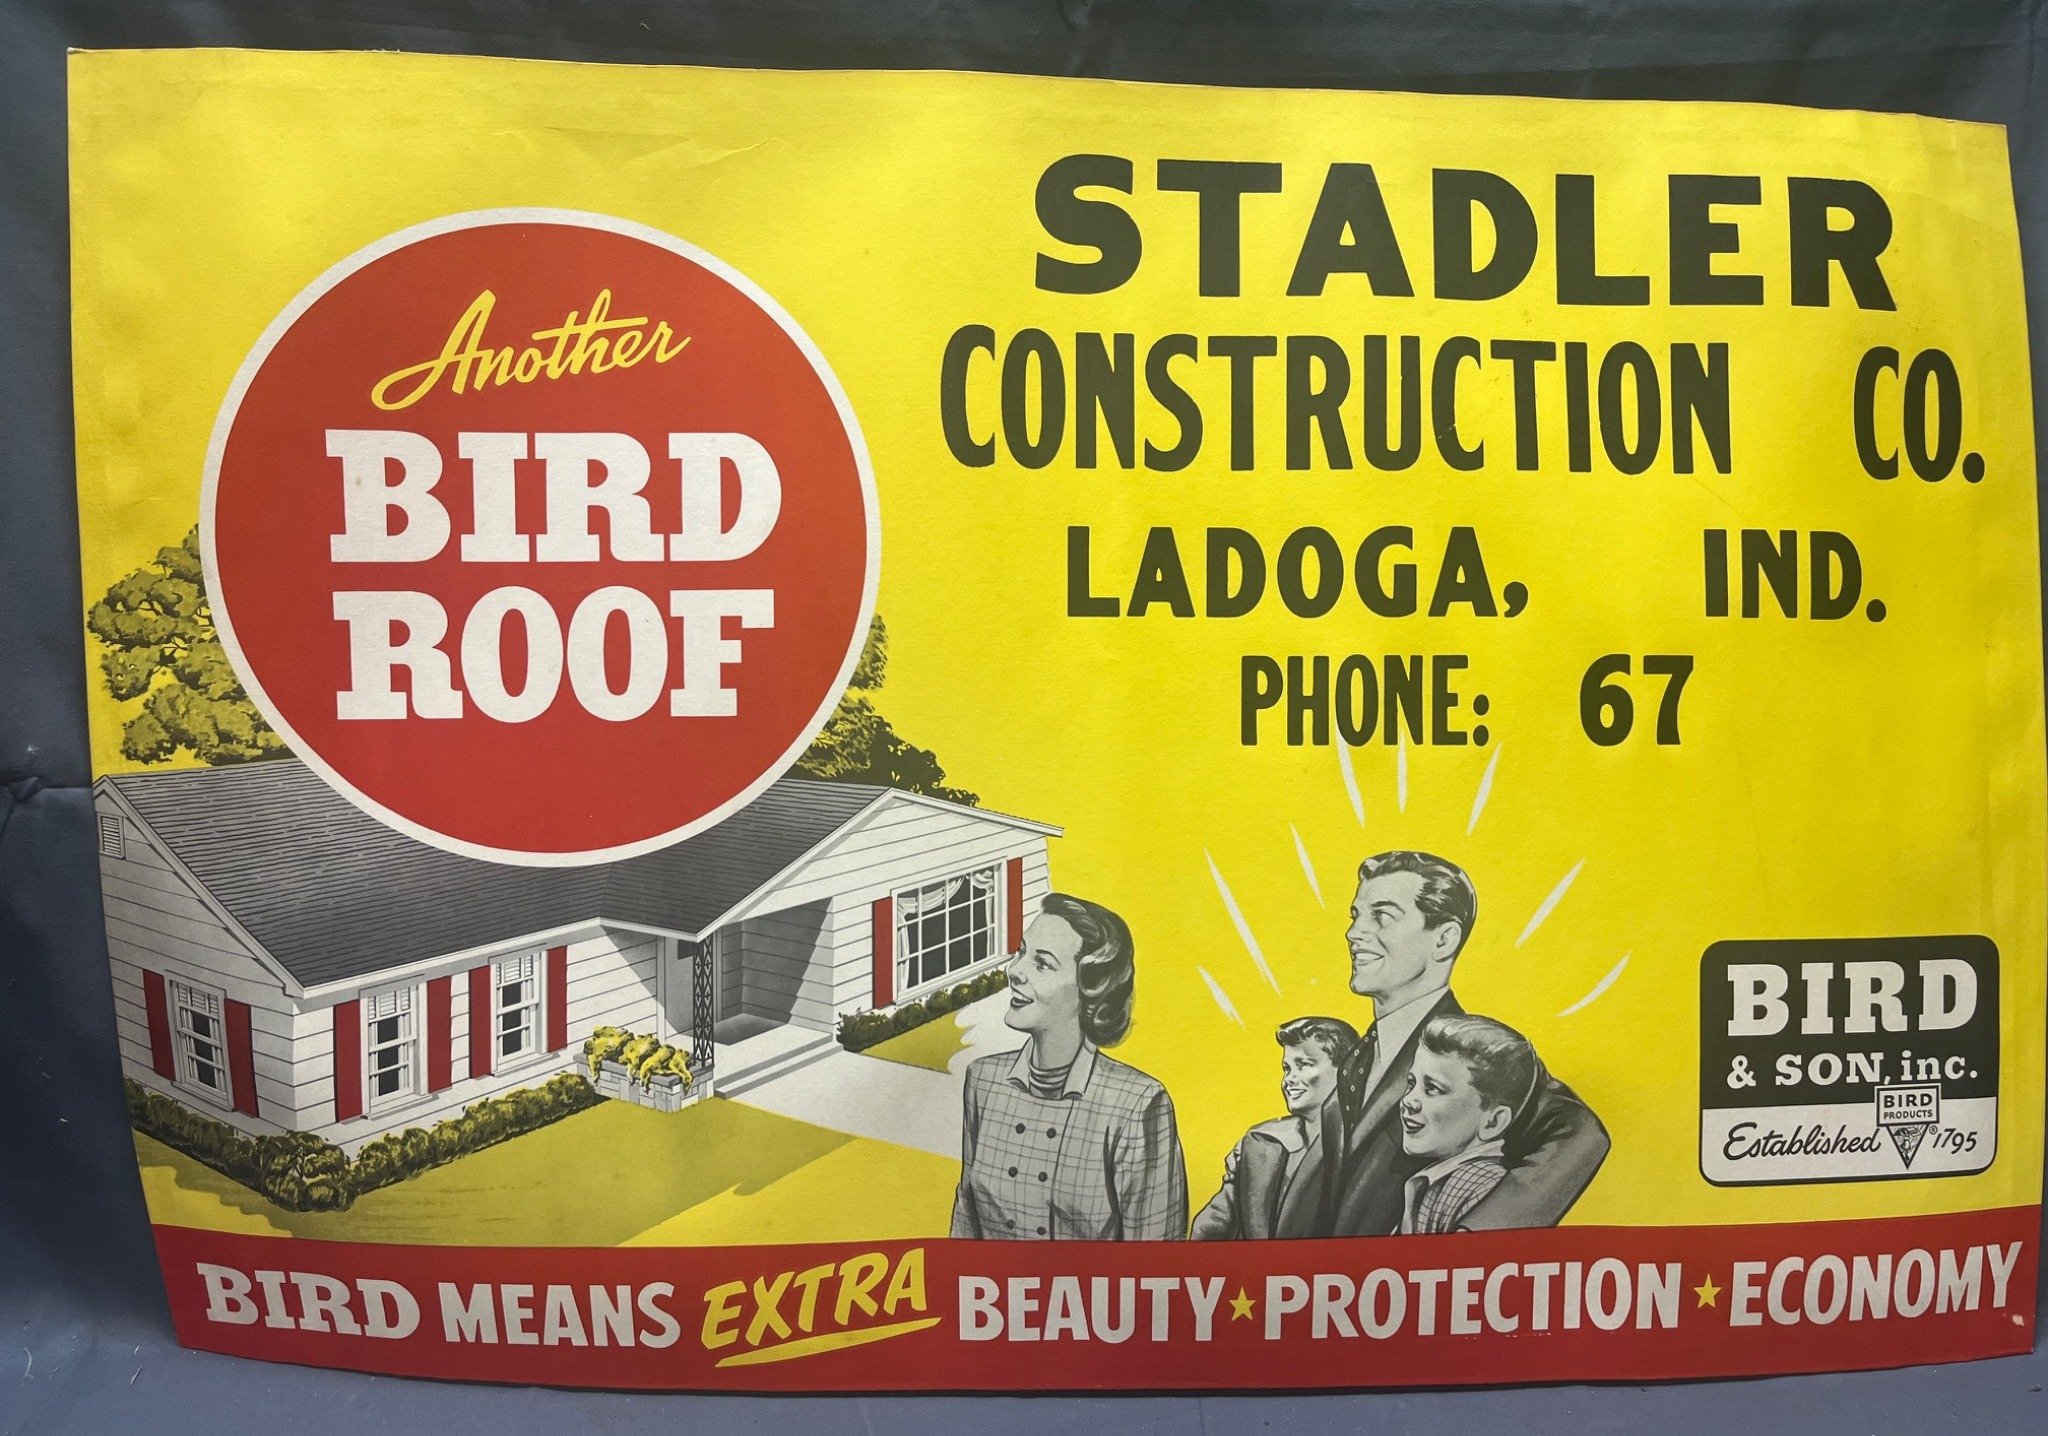 Another
BIRD
ROOF
STADLER
CONSTRUCTION CO.
LADOGA, IND.
PHONE: 67
BIRD
& SON, inc.
BIRD
PRODUCTS
Established ® 1795
BIRD MEANS EXTRA BEAUTY★PROTECTION★ECONOMY